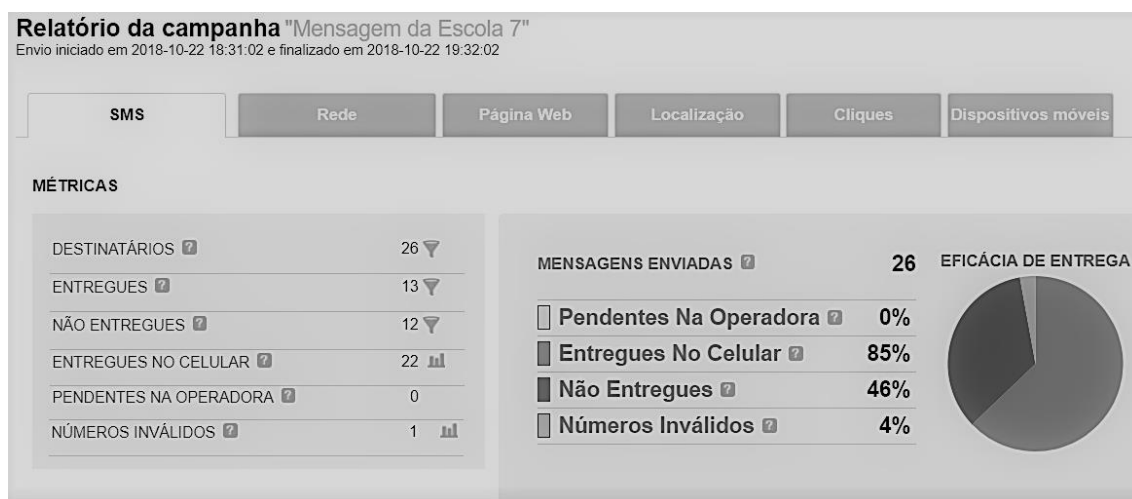 Relatório da campanha "Mensagem da Escola 7"
Envio iniciado em 2018-10-22 18:31:02 e finalizado em 2018-10-22 19:32:02
SMS Rede Página Web Localização Cliques Dispositivos móveis
MÉTRICAS
DESTINATÁRIOS ? 26
ENTREGUES ? 13
NÃO ENTREGUES ? 12
ENTREGUES NO CELULAR ? 22
PENDENTES NA OPERADORA ? 0
NÚMEROS INVÁLIDOS ? 1
MENSAGENS ENVIADAS ? 26
Pendentes Na Operadora ? 0%
Entregues No Celular ? 85%
Não Entregues ? 46%
Números Inválidos ? 4%
EFICÁCIA DE ENTREGA